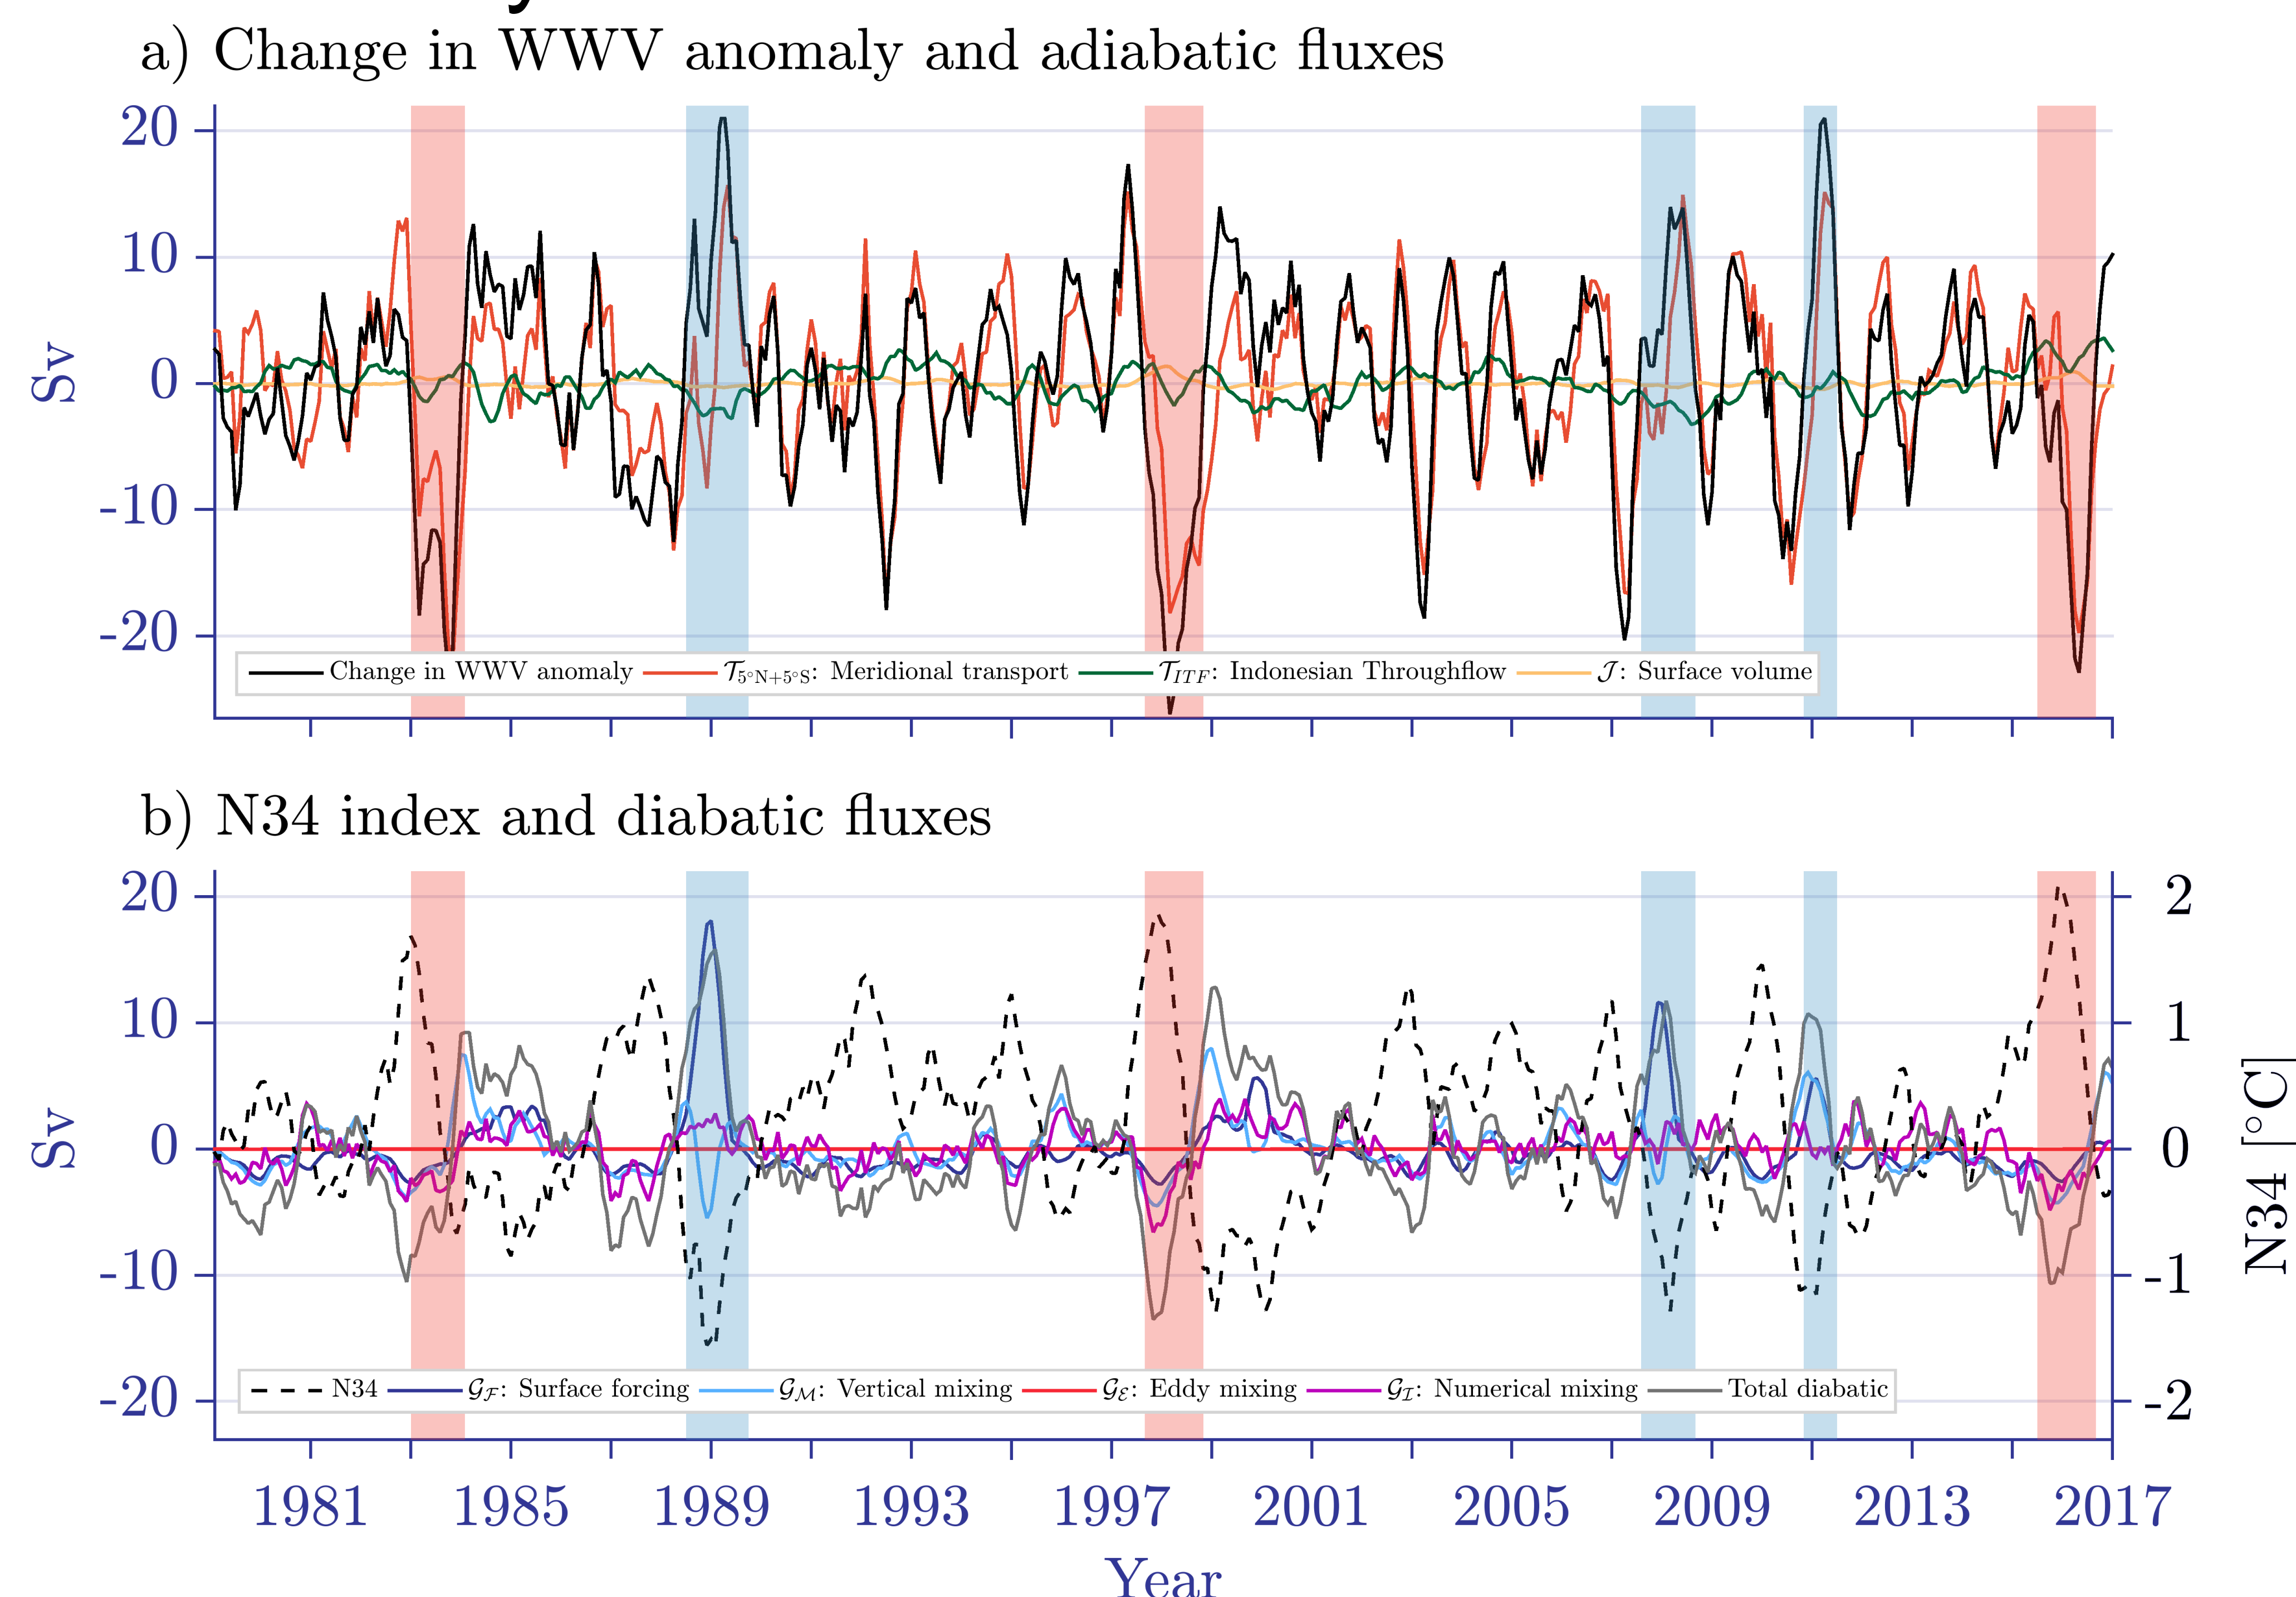 a) Change in WWV anomaly and adiabatic fluxes
20
10
0
-10
-20
Sv
Change in WWV anomaly 𝒯5°N+5°S: Meridional transport 𝒯ITF: Indonesian Throughflow 𝒥: Surface volume
b) N34 index and diabatic fluxes
20
10
0
-10
-20
Sv
2
1
0
-1
-2
N34 [°C]
N34 𝒢ℱ: Surface forcing 𝒢ℳ: Vertical mixing 𝒢ℰ: Eddy mixing 𝒢ℐ: Numerical mixing Total diabatic
1981 1985 1989 1993 1997 2001 2005 2009 2013 2017
Year